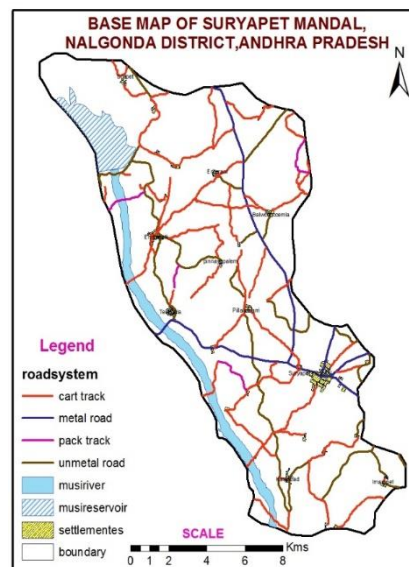 BASE MAP OF SURYAPET MANDAL,
NALGONDA DISTRICT,ANDHRA PRADESH
N
Legend
roadsystem
cart track
metal road
pack track
unmetal road
musiriver
musireservoir
settlementes
boundary
SCALE
0 1 2 4 6 8
Kms